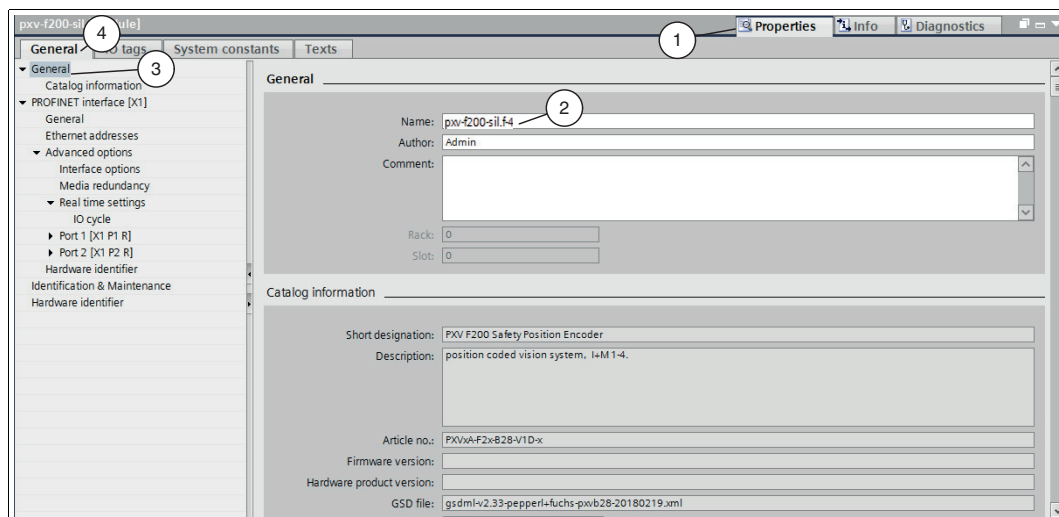 pxv-f200-sil
ule]
Properties
Info
Diagnostics
1
4
General
tags
System constants
Texts
General
3
Catalog information
PROFINET interface [X1]
General
Ethernet addresses
Advanced options
Interface options
Media redundancy
Real time settings
IO cycle
Port 1 [X1 P1 R]
Port 2 [X1 P2 R]
Hardware identifier
Identification & Maintenance
Hardware identifier
General
Name: pxv-f200-sil.f-4
2
Author: Admin
Comment:
Rack: 0
Slot: 0
Catalog information
Short designation: PXV F200 Safety Position Encoder
Description: position coded vision system, I+M 1-4.
Article no.: PXVxA-F2x-B28-V1D-x
Firmware version:
Hardware product version:
GSD file: gsdml-v2.33-pepperl+fuchs-pxvb28-20180219.xml